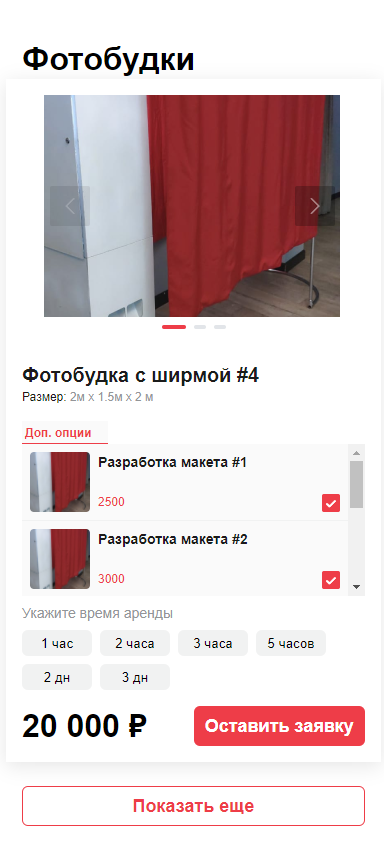 Фотобудки
Фотобудка с ширмой #4
Размер: 2м x 1.5м x 2 м
Доп. опции
Разработка макета #1
2500
Разработка макета #2
3000
Укажите время аренды
1 час
2 часа
3 часа
5 часов
2 дн
3 дн
20 000 ₽
Оставить заявку
Показать еще